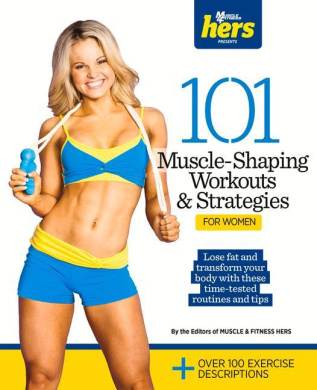 MUSCLE & FITNESS
hers
PRESENTS
101
Muscle-Shaping
Workouts
& Strategies
FOR WOMEN
Lose fat and
transform your
body with these
time-tested
routines and tips
By the Editors of MUSCLE & FITNESS HERS
+ OVER 100 EXERCISE
DESCRIPTIONS